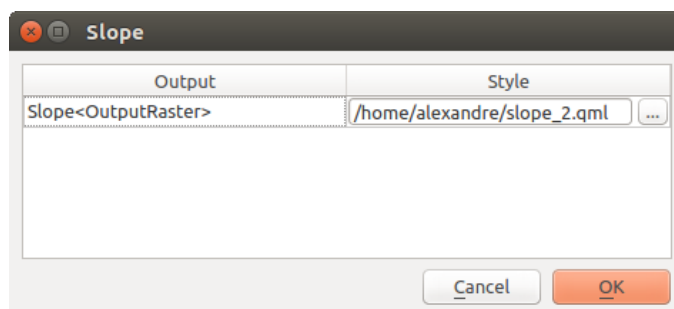 Slope
Output Style
Slope<OutputRaster> /home/alexandre/slope_2.qml ...
Cancel OK